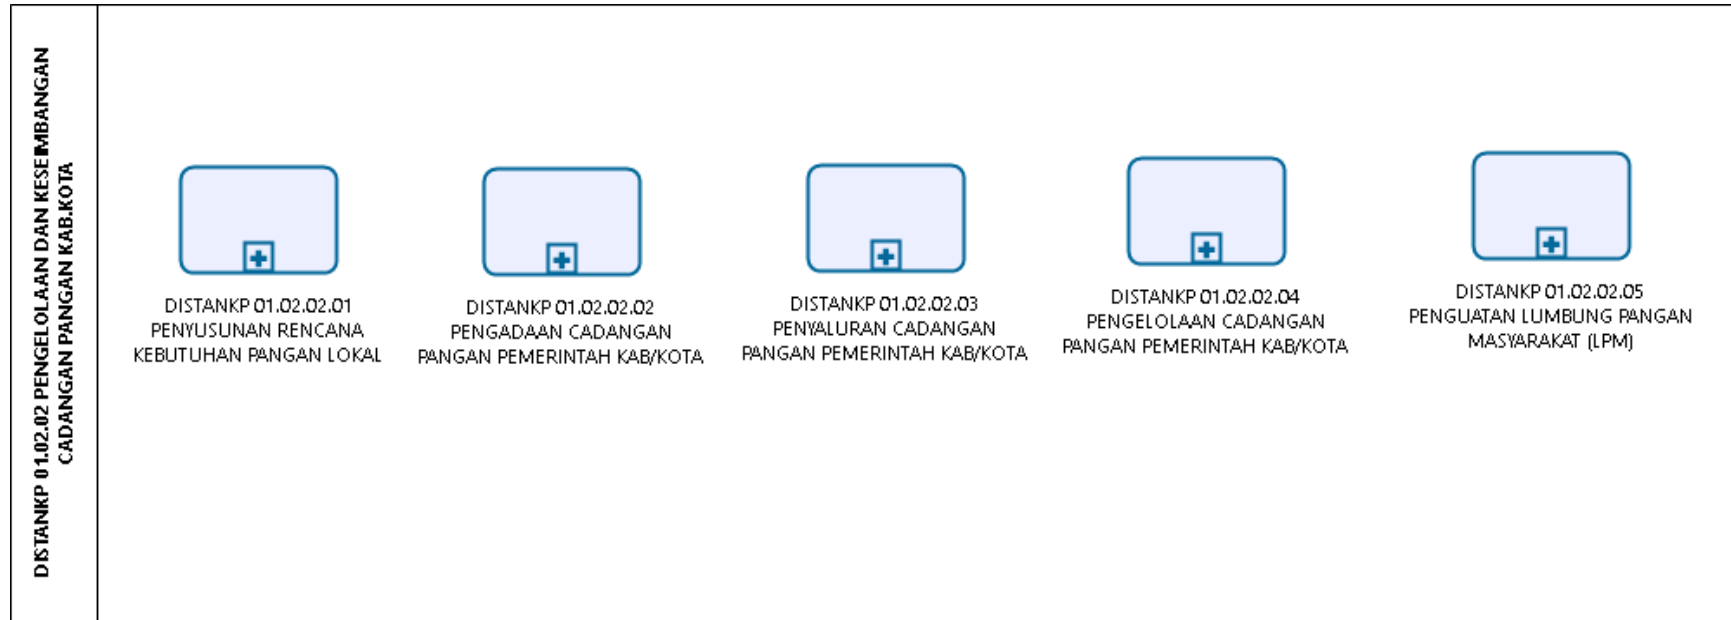 DISTANKP 01.02.02 PENGELOLAAN DAN KESEIMBANGAN
CADANGAN PANGAN KAB.KOTA
DISTANKP 01.02.02.01
PENYUSUNAN RENCANA
KEBUTUHAN PANGAN LOKAL
DISTANKP 01.02.02.02
PENGADAAN CADANGAN
PANGAN PEMERINTAH KAB/KOTA
DISTANKP 01.02.02.03
PENYALURAN CADANGAN
PANGAN PEMERINTAH KAB/KOTA
DISTANKP 01.02.02.04
PENGELOLAAN CADANGAN
PANGAN PEMERINTAH KAB/KOTA
DISTANKP 01.02.02.05
PENGUATAN LUMBUNG PANGAN
MASYARAKAT (LPM)